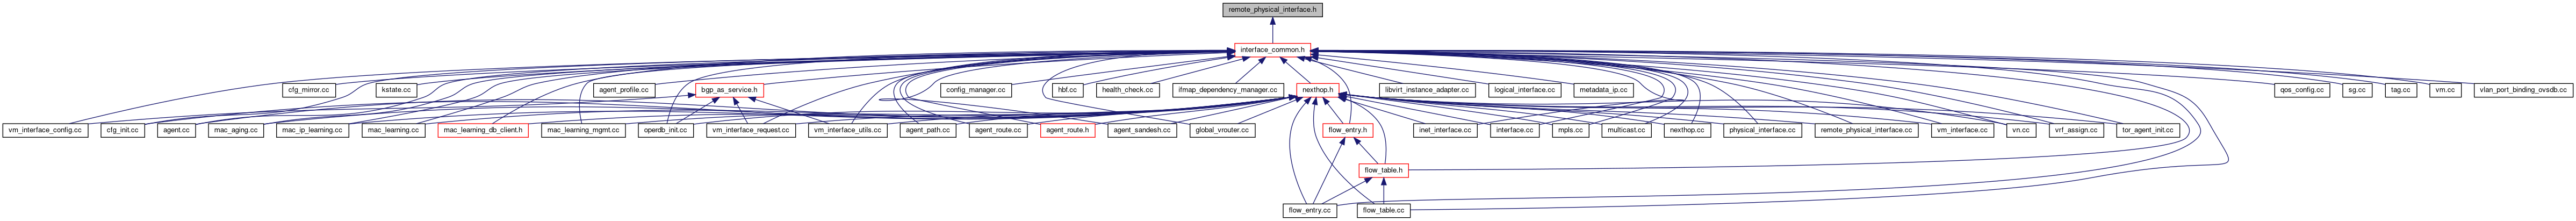 remote_physical_interface.h
interface_common.h
cfg_mirror.cc
kstate.cc
agent_profile.cc
bgp_as_service.h
config_manager.cc
hbf.cc
health_check.cc
ifmap_dependency_manager.cc
nexthop.h
libvirt_instance_adapter.cc
logical_interface.cc
metadata_ip.cc
qos_config.cc
sg.cc
tag.cc
vm.cc
vlan_port_binding_ovsdb.cc
vm_interface_config.cc
cfg_init.cc
agent.cc
mac_aging.cc
mac_ip_learning.cc
mac_learning.cc
mac_learning_db_client.h
mac_learning_mgmt.cc
operdb_init.cc
vm_interface_request.cc
vm_interface_utils.cc
agent_path.cc
agent_route.cc
agent_route.h
agent_sandesh.cc
global_vrouter.cc
flow_entry.h
inet_interface.cc
interface.cc
mpls.cc
multicast.cc
nexthop.cc
physical_interface.cc
remote_physical_interface.cc
vm_interface.cc
vn.cc
vrf_assign.cc
tor_agent_init.cc
flow_table.h
flow_entry.cc
flow_table.cc